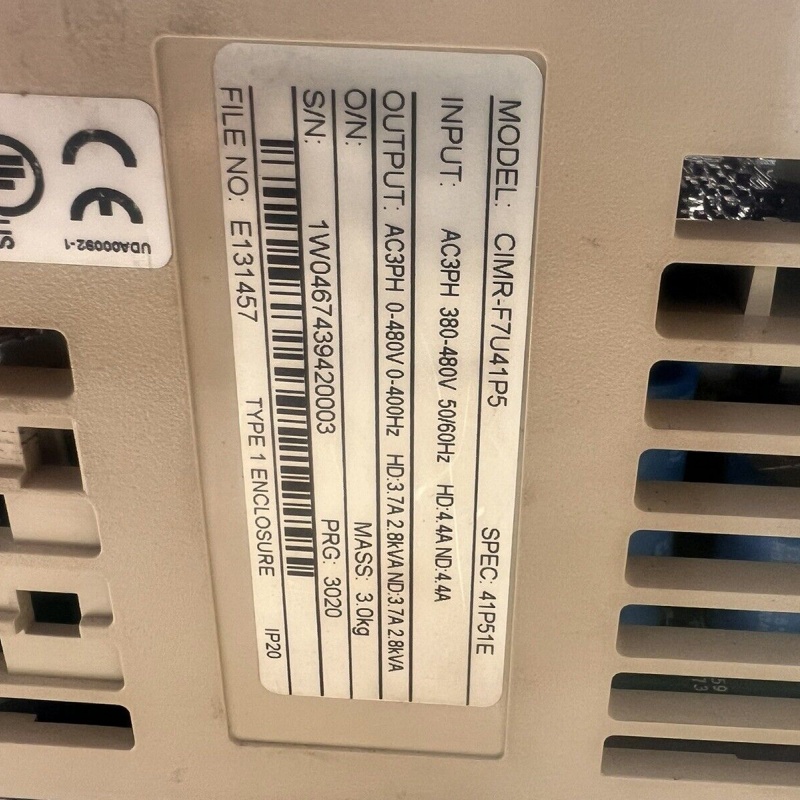 MODEL: CIMR-F7U41P5 SPEC: 41P51E
INPUT: AC3PH 380-480V 50/60Hz HD:4.4A ND:4.4A
OUTPUT: AC3PH 0-480V 0-400Hz HD:3.7A 2.8kVA ND:3.7A 2.8kVA
O/N: MASS: 3.0kg
S/N: 1W0467439420003 PRG: 3020
FILE NO: E131457 TYPE 1 ENCLOSURE IP20
CE
UDA00092-1